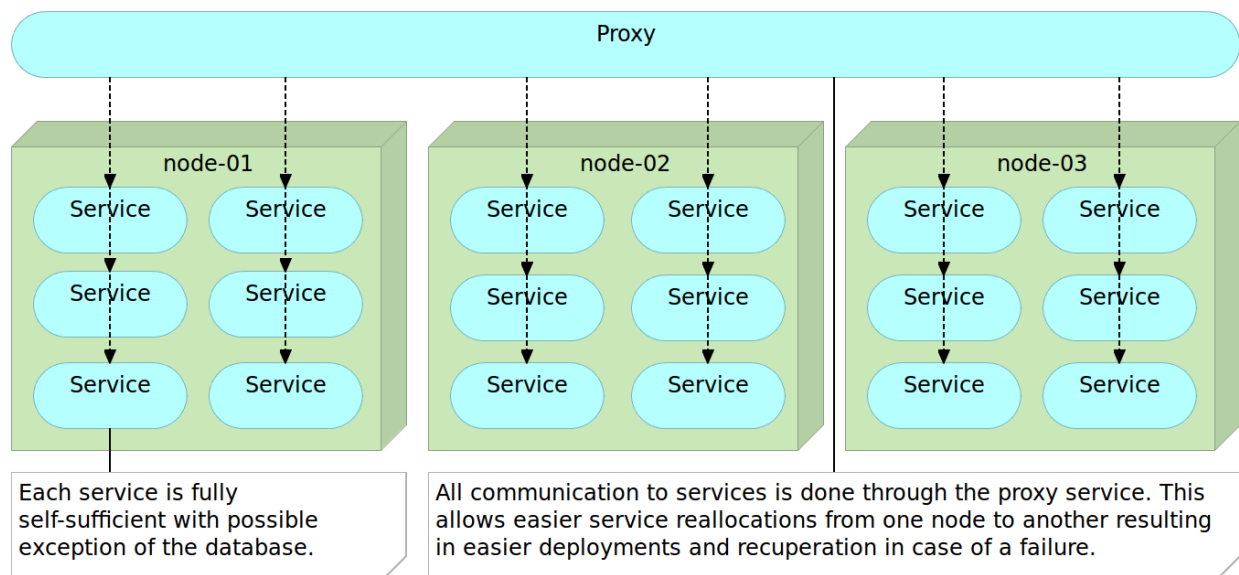 Proxy
node-01
node-02
node-03
Service Service Service Service Service Service
Service Service Service Service Service Service
Service Service Service Service Service Service
Each service is fully
self-sufficient with possible
exception of the database.
All communication to services is done through the proxy service. This
allows easier service reallocations from one node to another resulting
in easier deployments and recuperation in case of a failure.